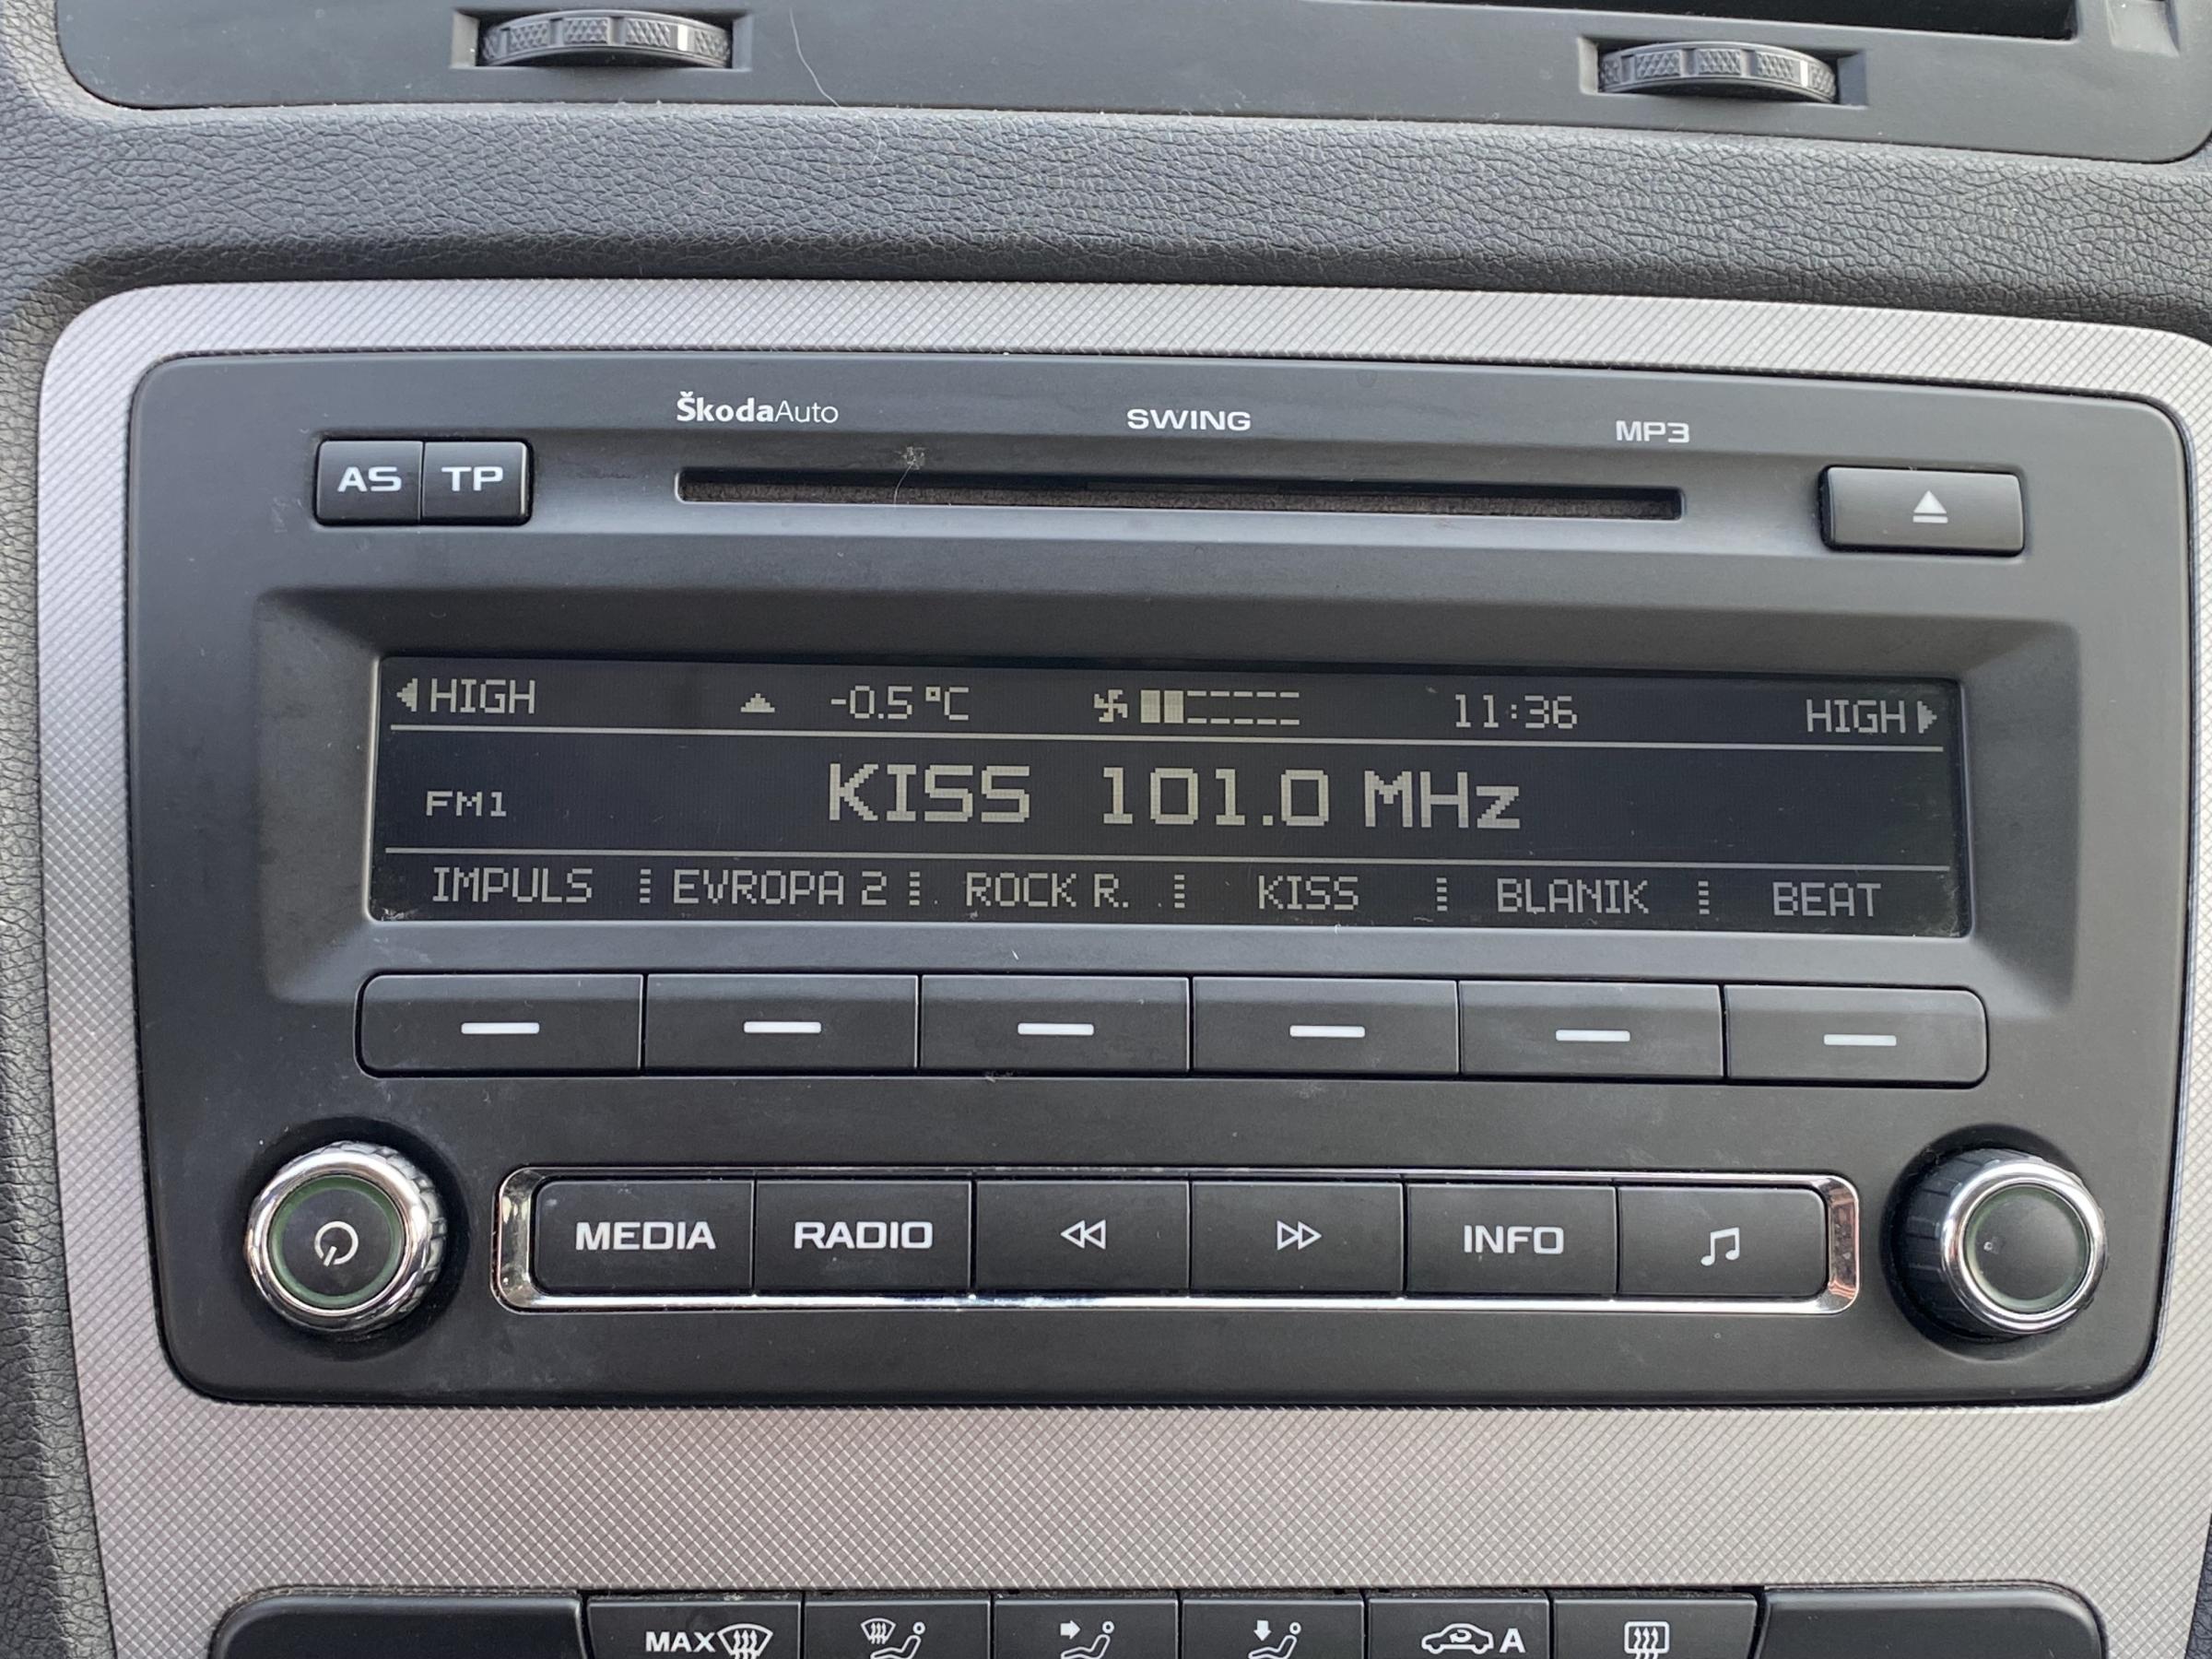 ŠkodaAuto SWING MP3
AS TP
HIGH -0.5°C 11:36 HIGH
FM1 KISS 101.0 MHz
IMPULS EVROPA 2 ROCK R. KISS BLANIK BEAT
MEDIA RADIO INFO
MAX A